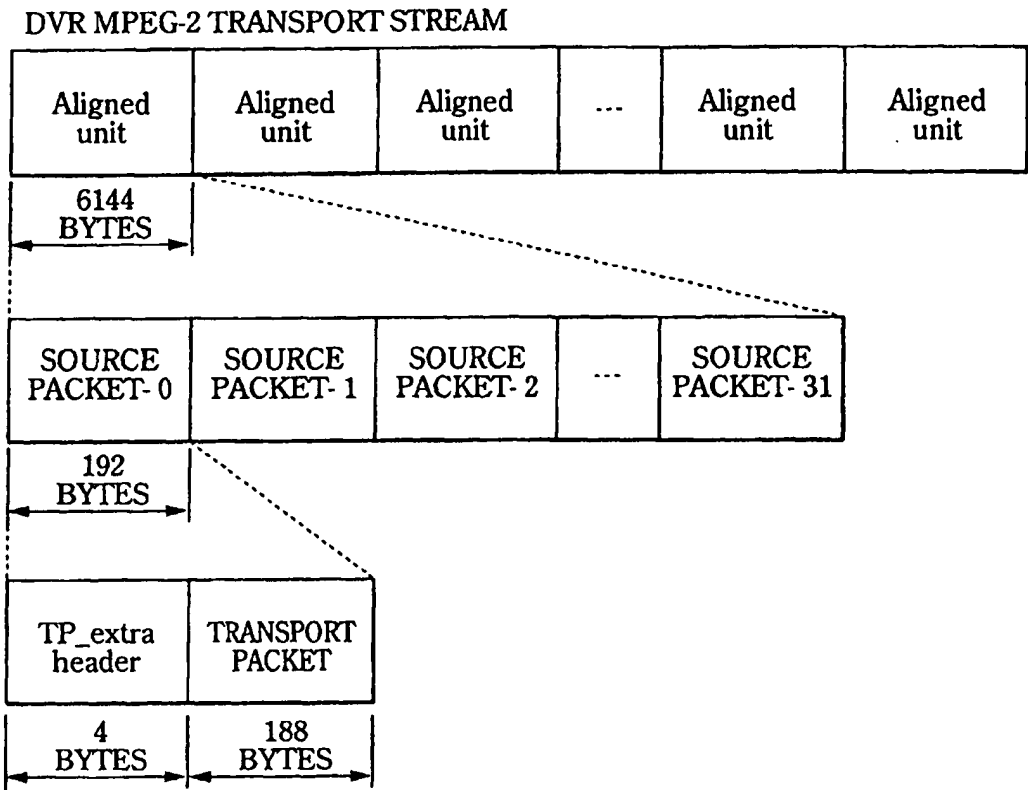 DVR MPEG-2 TRANSPORT STREAM
Aligned unit
Aligned unit
Aligned unit
---
Aligned unit
Aligned unit
6144 BYTES
SOURCE PACKET- 0
SOURCE PACKET- 1
SOURCE PACKET- 2
---
SOURCE PACKET- 31
192 BYTES
TP_extra header
TRANSPORT PACKET
4 BYTES
188 BYTES